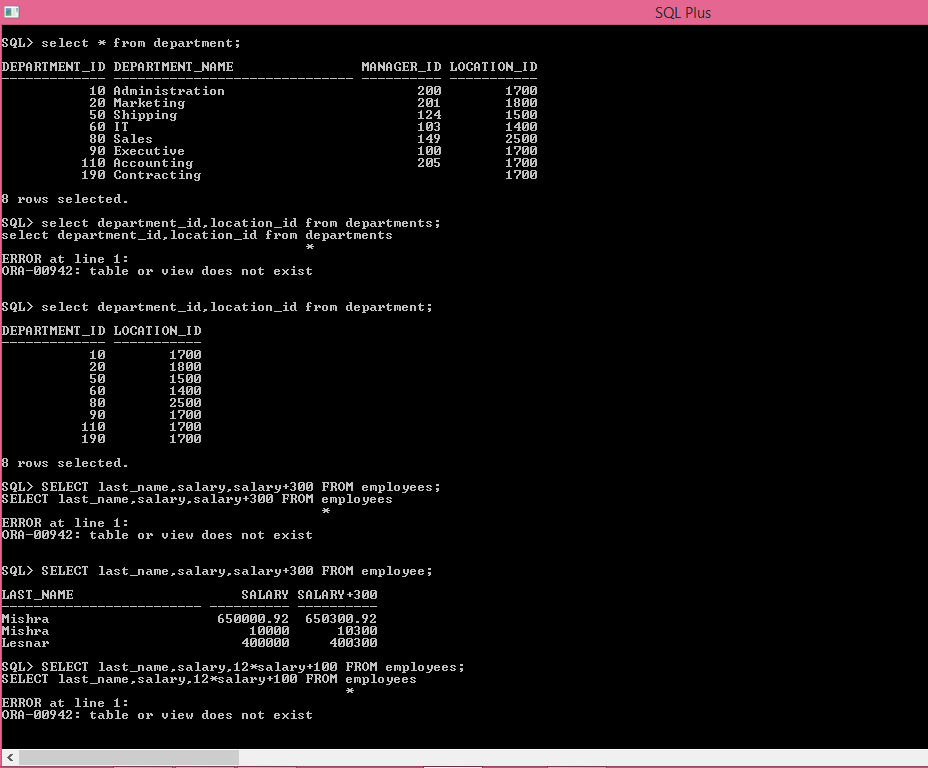 SQL Plus
SQL> select * from department;
DEPARTMENT_ID DEPARTMENT_NAME                MANAGER_ID LOCATION_ID
------------- ------------------------------ ---------- -----------
           10 Administration                        200        1700
           20 Marketing                             201        1800
           50 Shipping                              124        1500
           60 IT                                    103        1400
           80 Sales                                 149        2500
           90 Executive                             100        1700
          110 Accounting                            205        1700
          190 Contracting                                      1700
8 rows selected.
SQL> select department_id,location_id from departments;
select department_id,location_id from departments
                                      *
ERROR at line 1:
ORA-00942: table or view does not exist
SQL> select department_id,location_id from department;
DEPARTMENT_ID LOCATION_ID
------------- -----------
           10        1700
           20        1800
           50        1500
           60        1400
           80        2500
           90        1700
          110        1700
          190        1700
8 rows selected.
SQL> SELECT last_name,salary,salary+300 FROM employees;
SELECT last_name,salary,salary+300 FROM employees
                                        *
ERROR at line 1:
ORA-00942: table or view does not exist
SQL> SELECT last_name,salary,salary+300 FROM employee;
LAST_NAME                     SALARY SALARY+300
------------------------- ---------- ----------
Mishra                     650000.92  650300.92
Mishra                         10000      10300
Lesnar                        400000     400300
SQL> SELECT last_name,salary,12*salary+100 FROM employees;
SELECT last_name,salary,12*salary+100 FROM employees
                                           *
ERROR at line 1:
ORA-00942: table or view does not exist